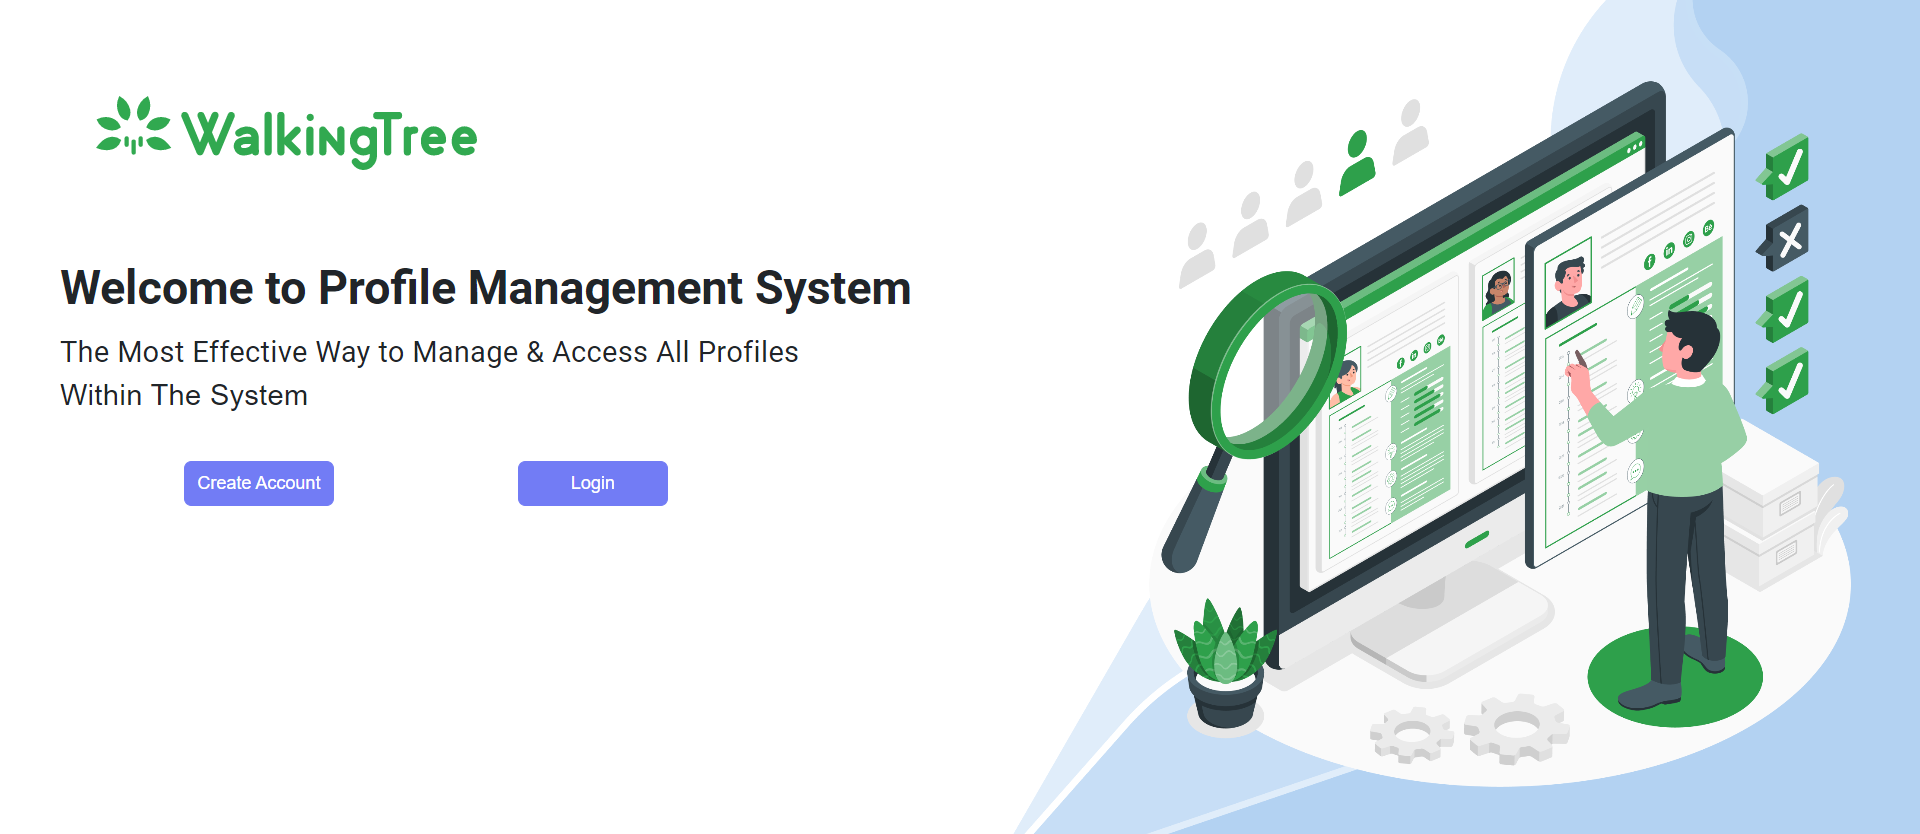 WalkingTree
Welcome to Profile Management System
The Most Effective Way to Manage & Access All Profiles
Within The System
Create Account
Login